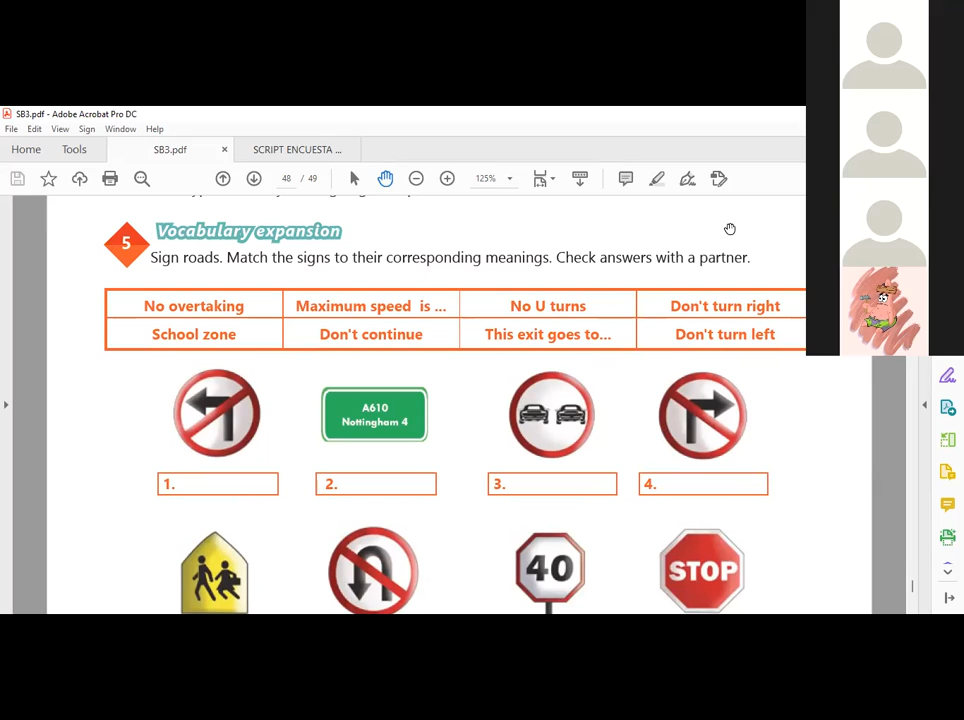 SB3.pdf - Adobe Acrobat Pro DC
File Edit View Sign Window Help
Home Tools SB3.pdf × SCRIPT ENCUESTA ...
48 / 49 125%
5 Vocabulary expansion
Sign roads. Match the signs to their corresponding meanings. Check answers with a partner.
No overtaking Maximum speed is ... No U turns Don't turn right
School zone Don't continue This exit goes to... Don't turn left
A610
Nottingham 4
1. 2. 3. 4.
40 STOP